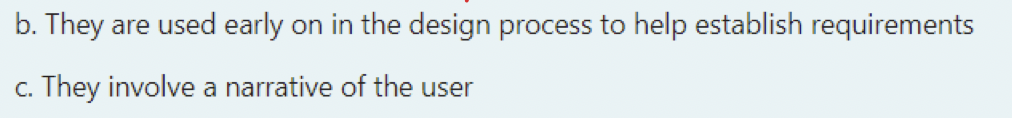 b. They are used early on in the design process to help establish requirements
c. They involve a narrative of the user